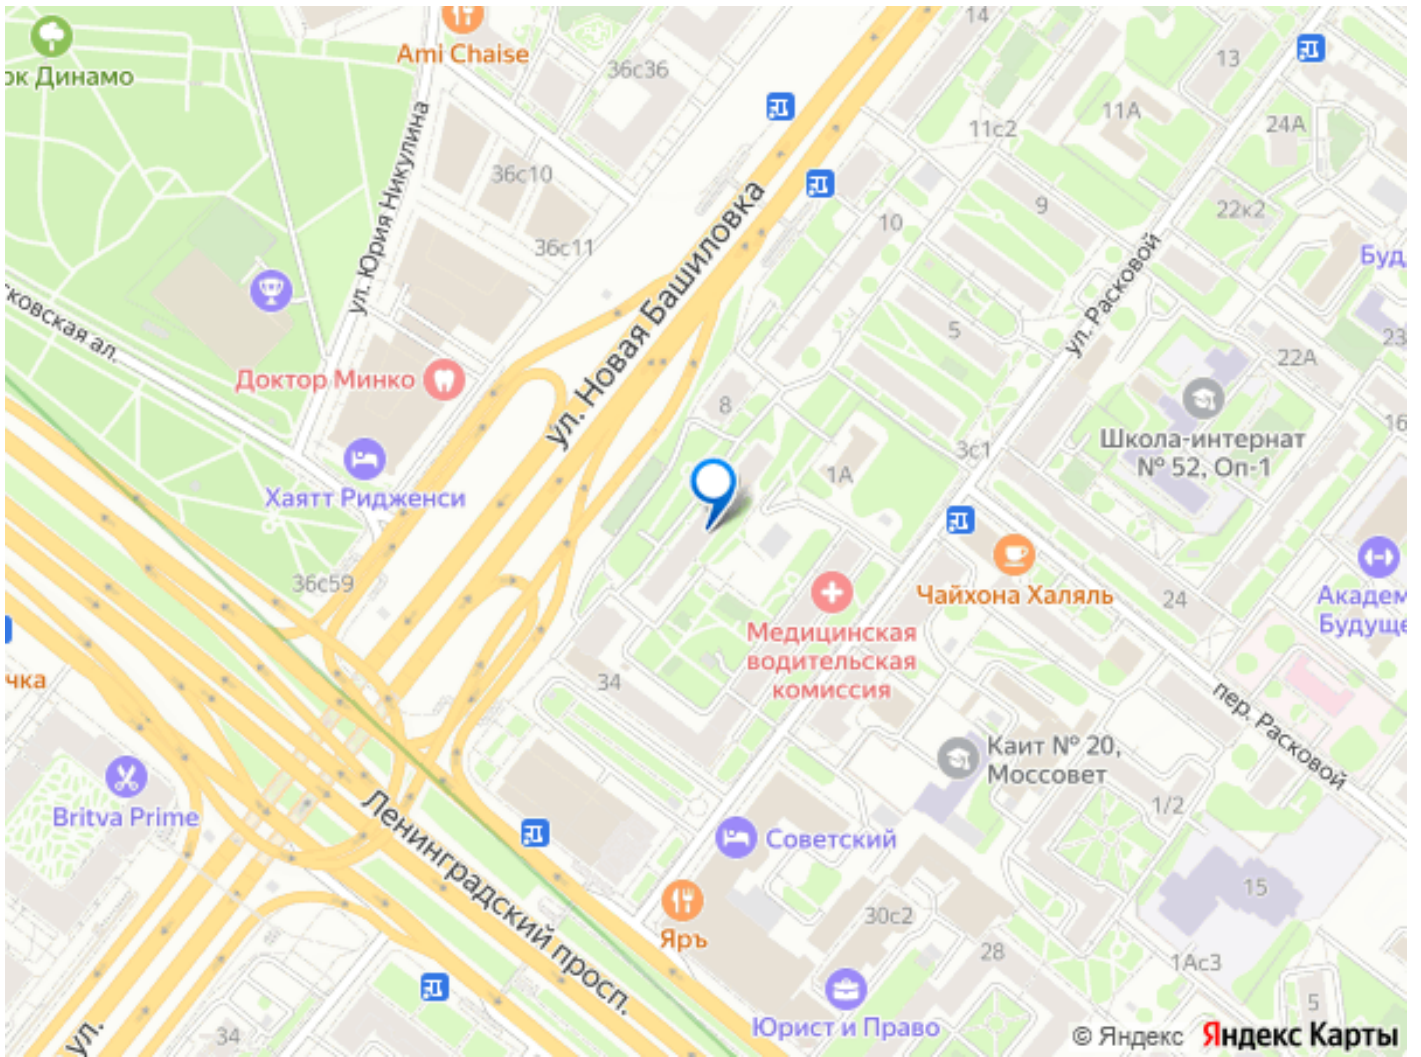 14
Ami Chaise
ок Динамо
36с36
13
11А
24А
11с2
36с10
ул. Юрия Никулина
22к2
9
10
36с11
ул. Новая Башиловка
ул. Расковой
Буд
сковская ал.
5
23
22А
Доктор Минко
8
16
3с1
Школа-интернат
№ 52, Оп-1
1А
Хаятт Ридженси
36с59
Чайхона Халяль
24
Академ
Будуще
Медицинская
водительская
комиссия
чка
34
пер. Расковой
Каит № 20,
Моссовет
1/2
Britva Prime
Ленинградский просп.
Советский
15
30с2
Яръ
28
1Ас3
5
Юрист и Право
34
ул.
© Яндекс Яндекс Карты